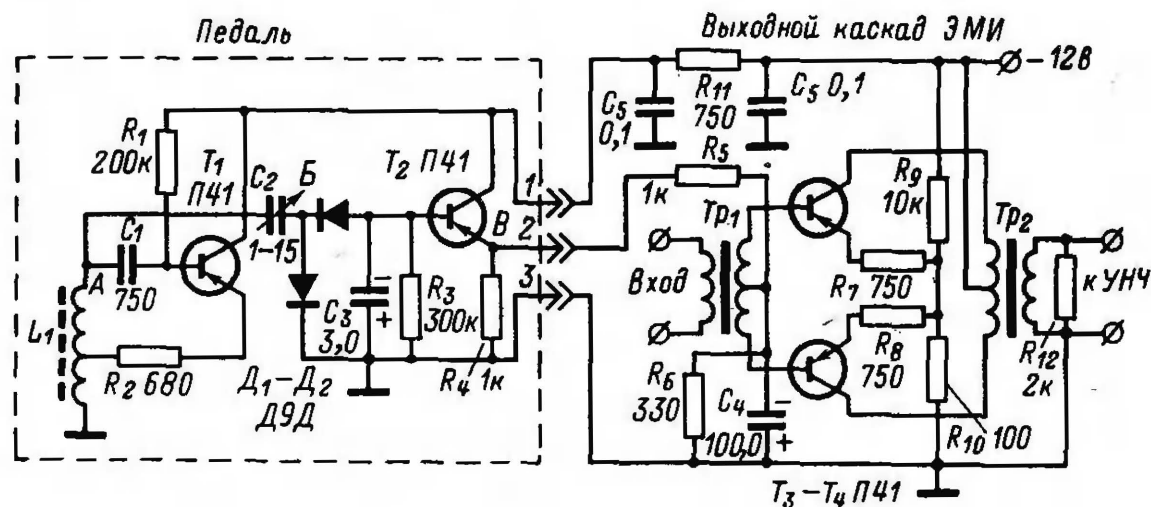 Педаль
Выходной каскад ЭМИ
-12В
R1
200к
T1
П41
C2
Б
1-15
T2 П41
C1
750
A
L1
R2 680
Д1-Д2
Д9Д
C3
3,0
-
+
R3
300к
R4 1к
В
1
2
3
C5
0,1
R11
750
C5 0,1
R5
1к
Тр1
Вход
R6
330
C4
100,0
-
+
R9
10к
R7 750
R8
750
R10 100
Тр2
R12
2к
к УНЧ
T3-T4 П41